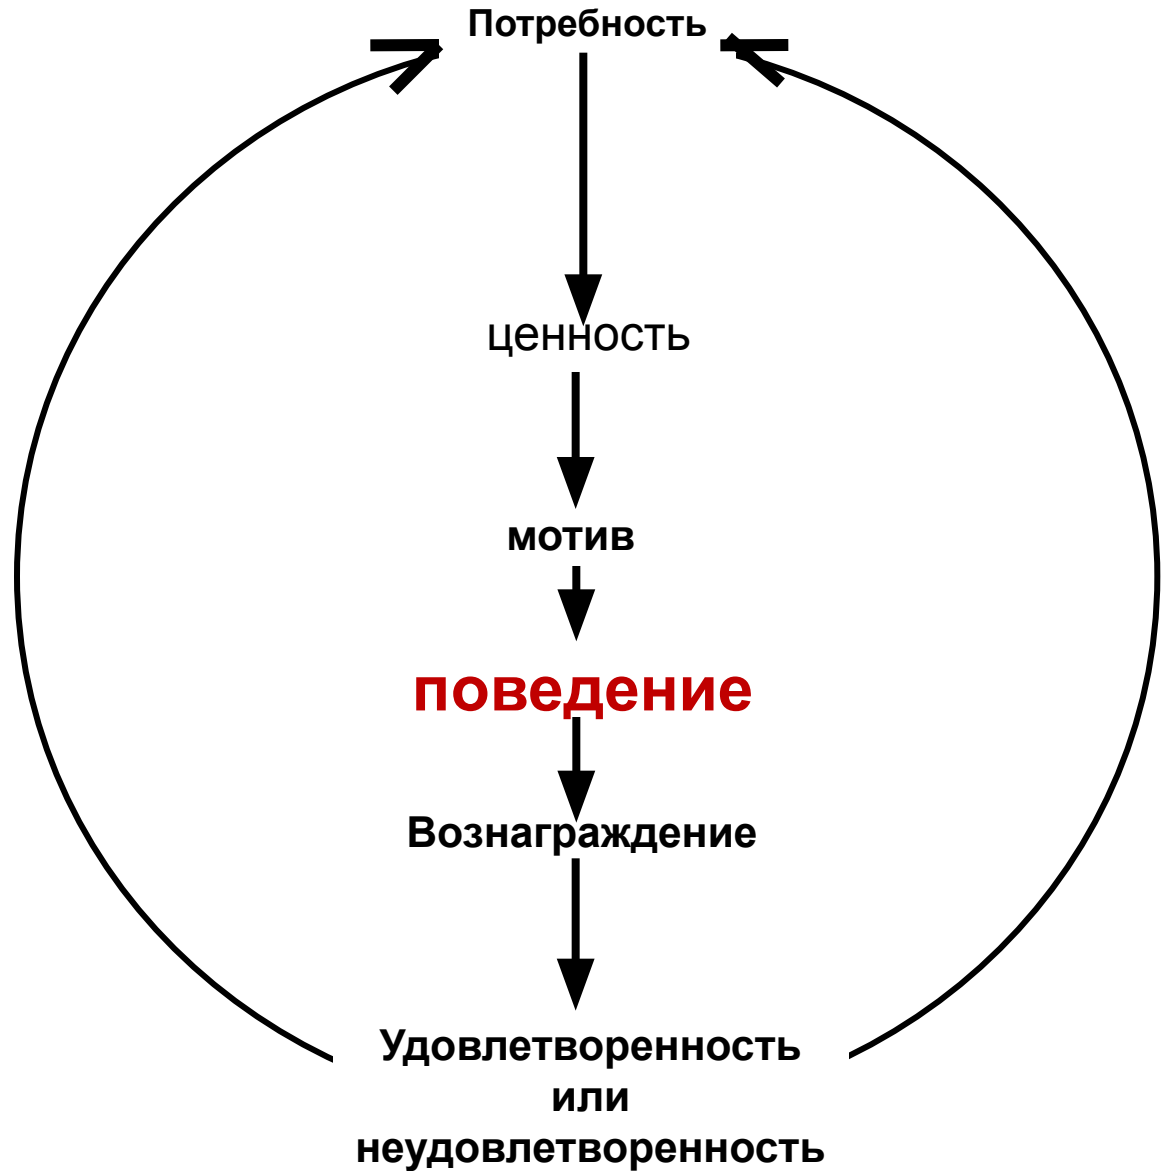 Потребность
ценность
мотив
поведение
Вознаграждение
Удовлетворенность
или
неудовлетворенность